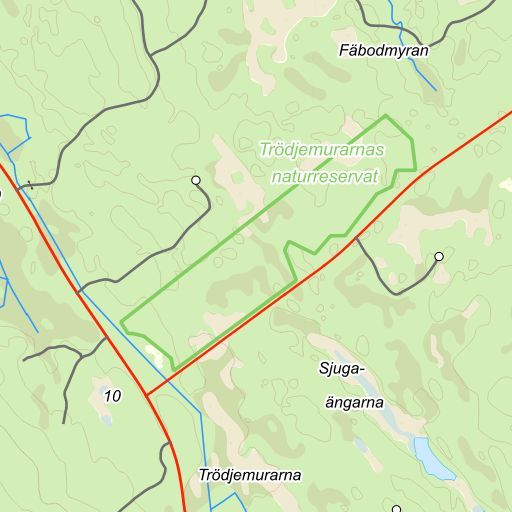 Fäbodmyran
Trödjemurarnas
naturreservat
Sjuga-
ängarna
10
Trödjemurarna